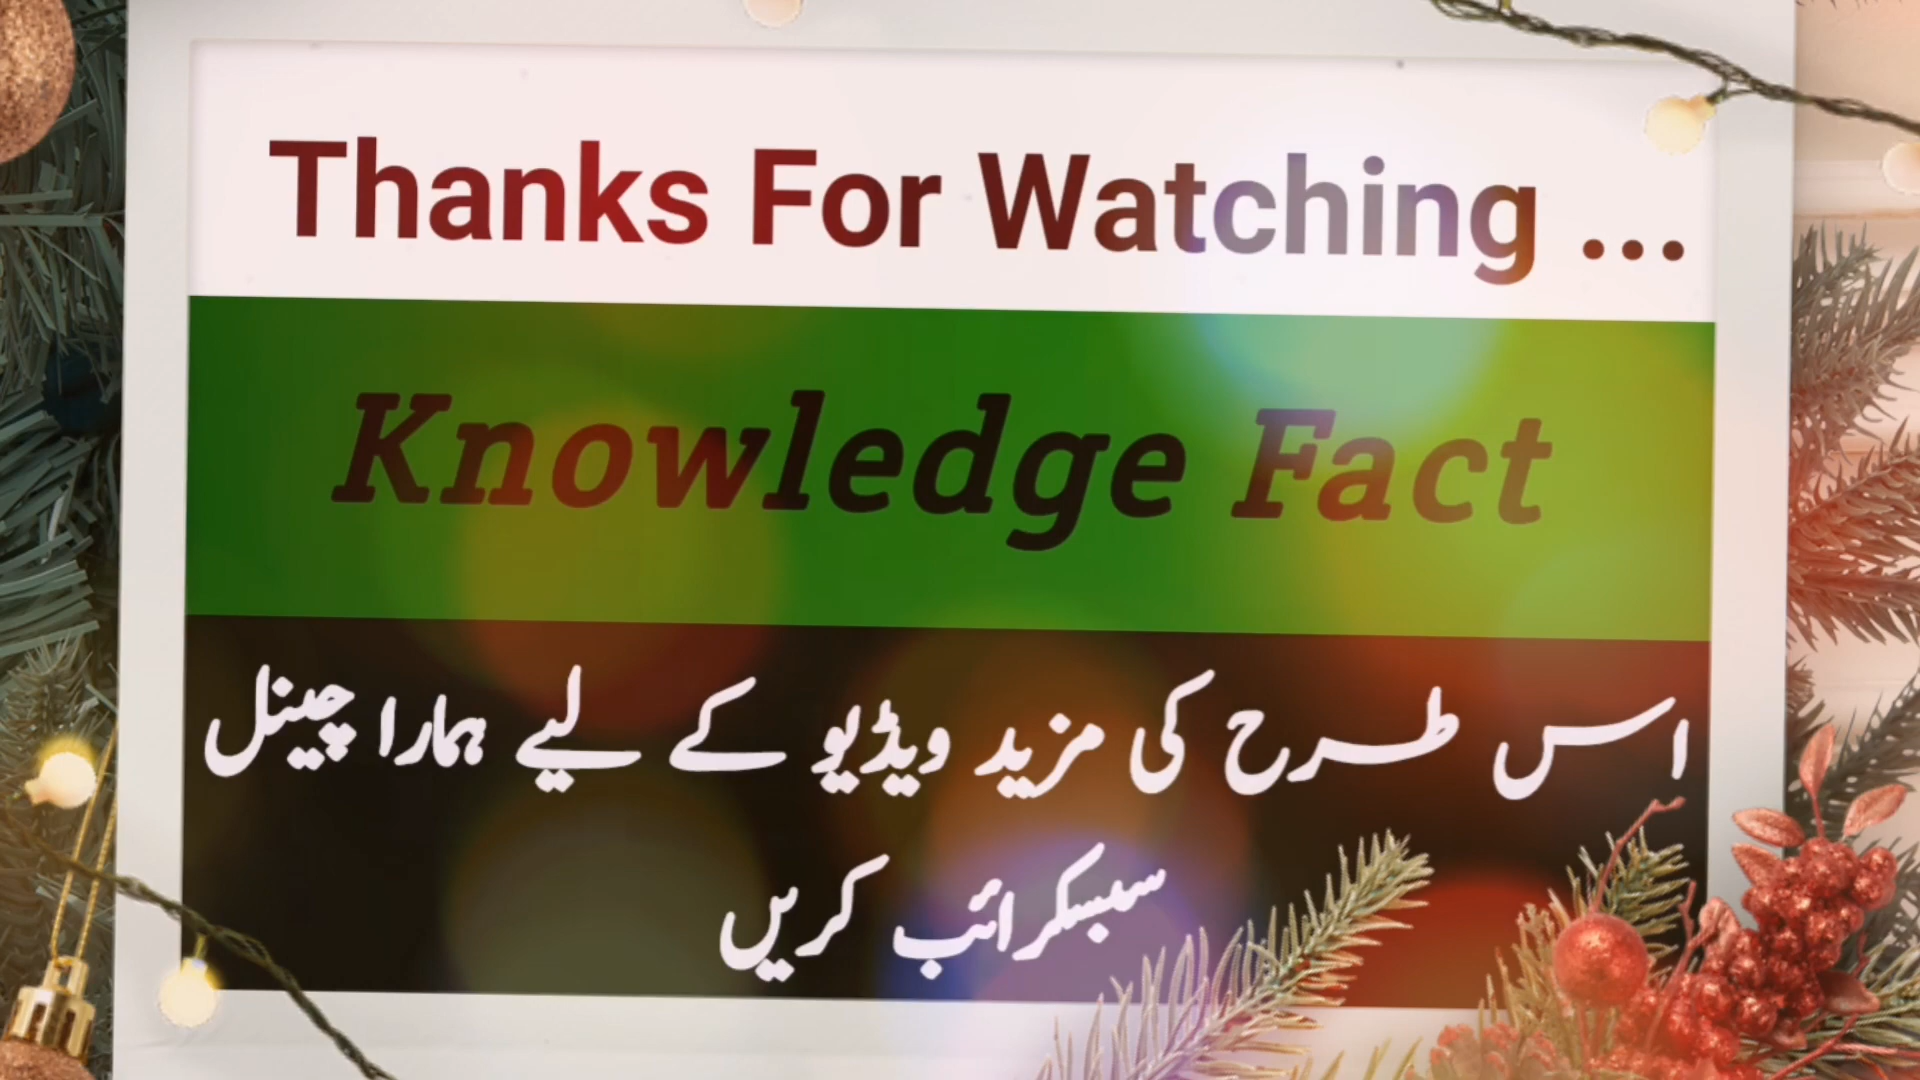 Thanks For Watching ...
Knowledge Fact
اس طرح کی مزید ویڈیو کے لیے ہمارا چینل
سبسکرائب کریں